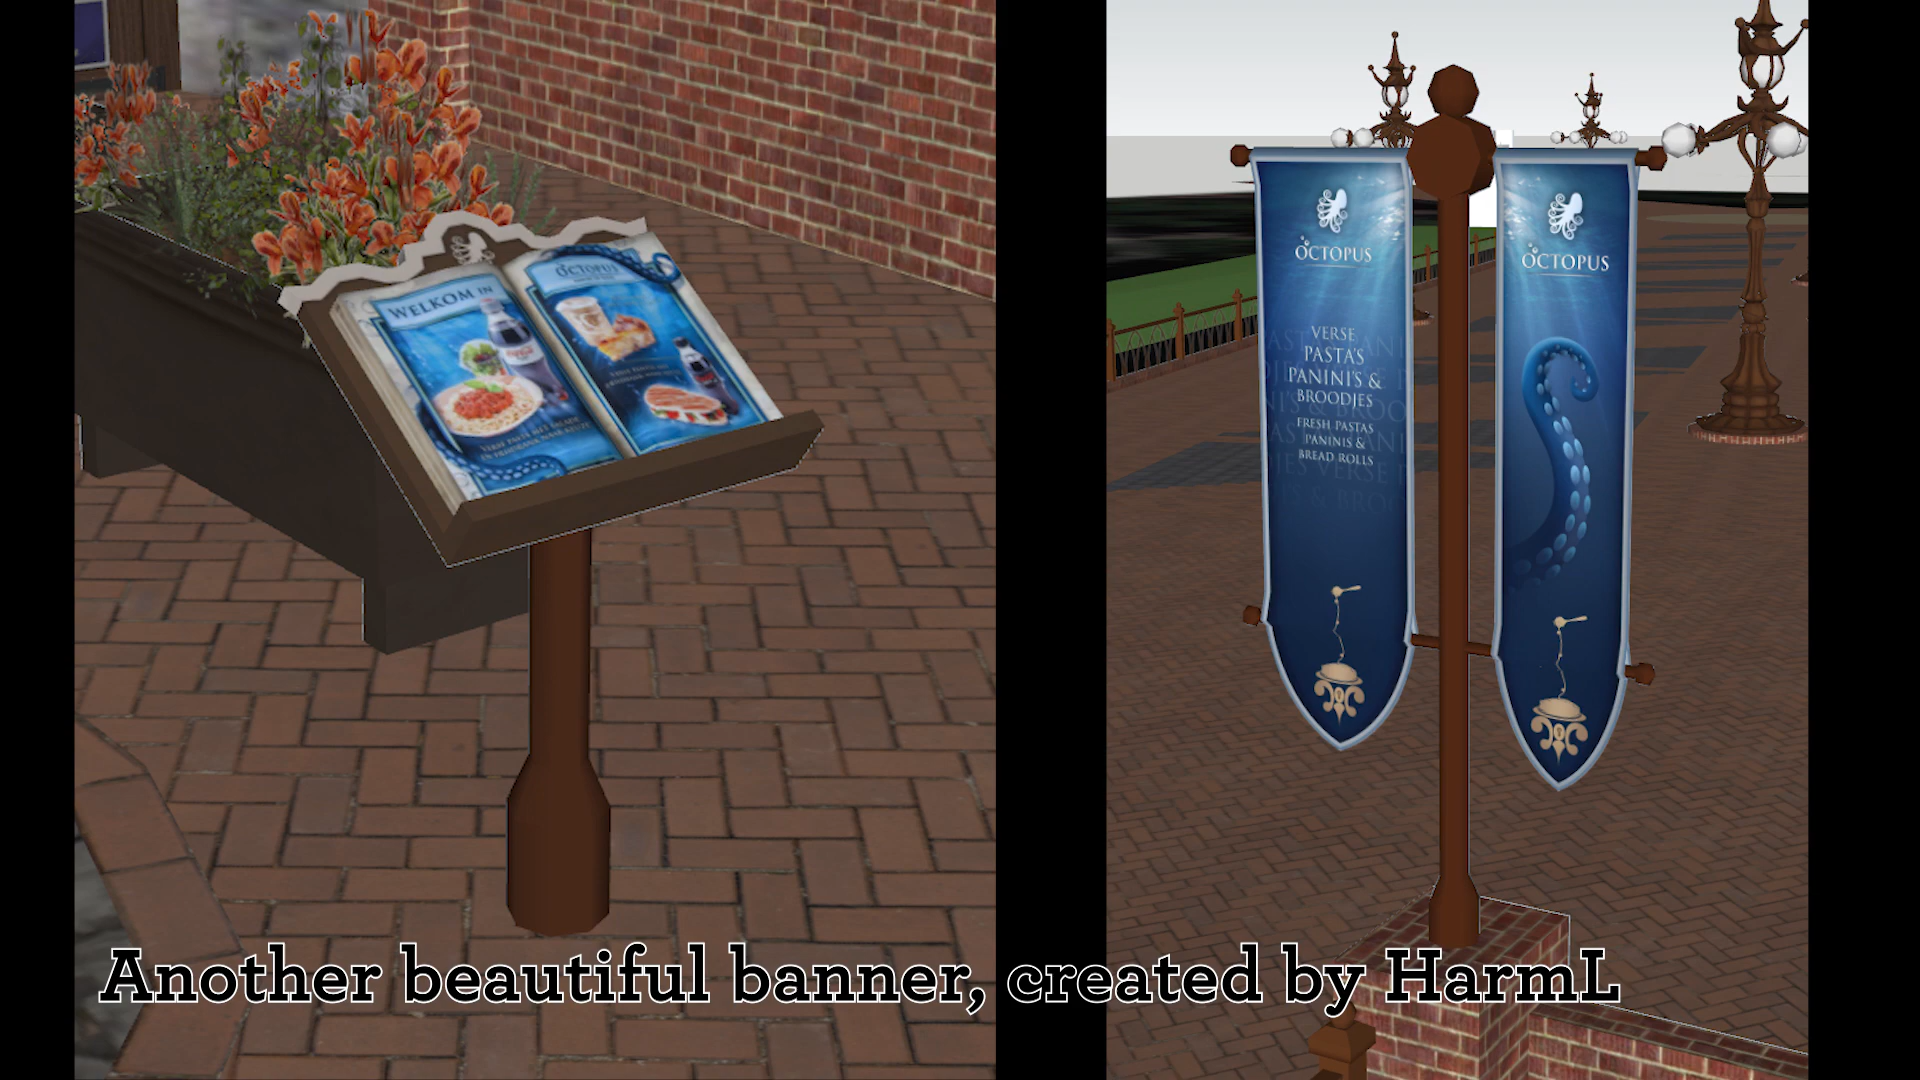 WELKOM IN
OCTOPUS
OCTOPUS
VERSE
PASTA'S
PANINI'S &
BROODJES
FRESH PASTAS
PANINIS &
BREAD ROLLS
OCTOPUS
Another beautiful banner, created by HarmL